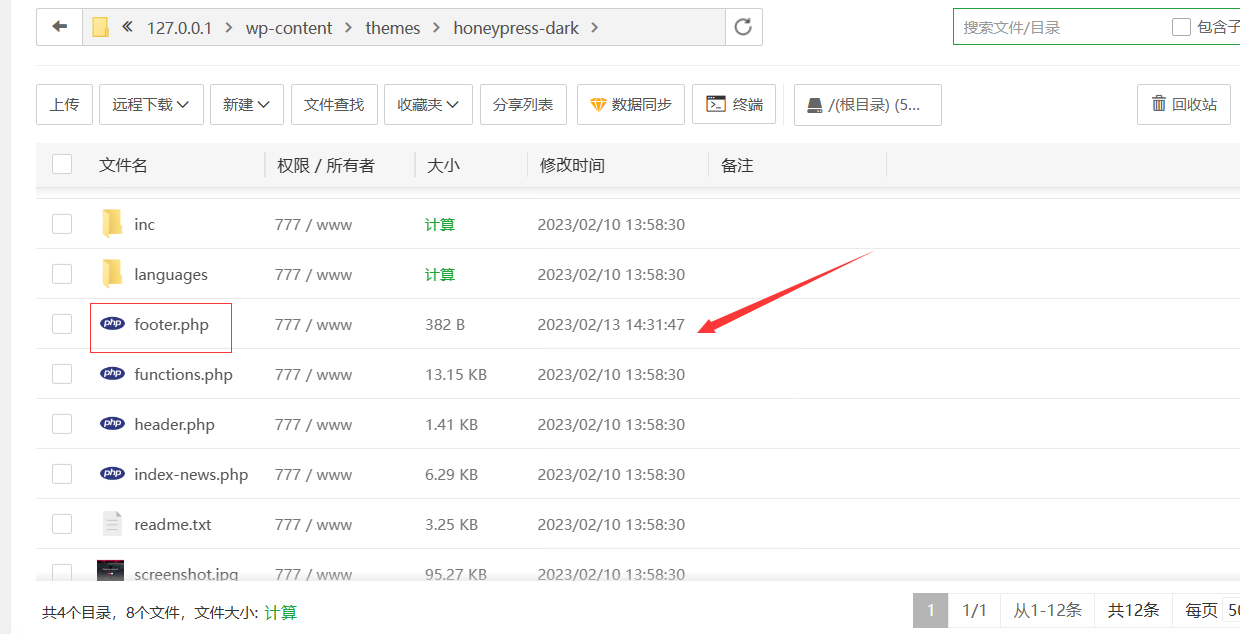 127.0.0.1 wp-content themes honeypress-dark 搜索文件/目录 包含子
上传 远程下载 新建 文件查找 收藏夹 分享列表 数据同步 终端 /(根目录) (5... 回收站
文件名 权限 / 所有者 大小 修改时间 备注
inc 777 / www 计算 2023/02/10 13:58:30
languages 777 / www 计算 2023/02/10 13:58:30
php footer.php 777 / www 382 B 2023/02/13 14:31:47
php functions.php 777 / www 13.15 KB 2023/02/10 13:58:30
php header.php 777 / www 1.41 KB 2023/02/10 13:58:30
php index-news.php 777 / www 6.29 KB 2023/02/10 13:58:30
readme.txt 777 / www 3.25 KB 2023/02/10 13:58:30
screenshot.jpg 777 / www 95.27 KB 2023/02/10 13:58:30
共4个目录，8个文件，文件大小: 计算 1 1/1 从1-12条 共12条 每页 50